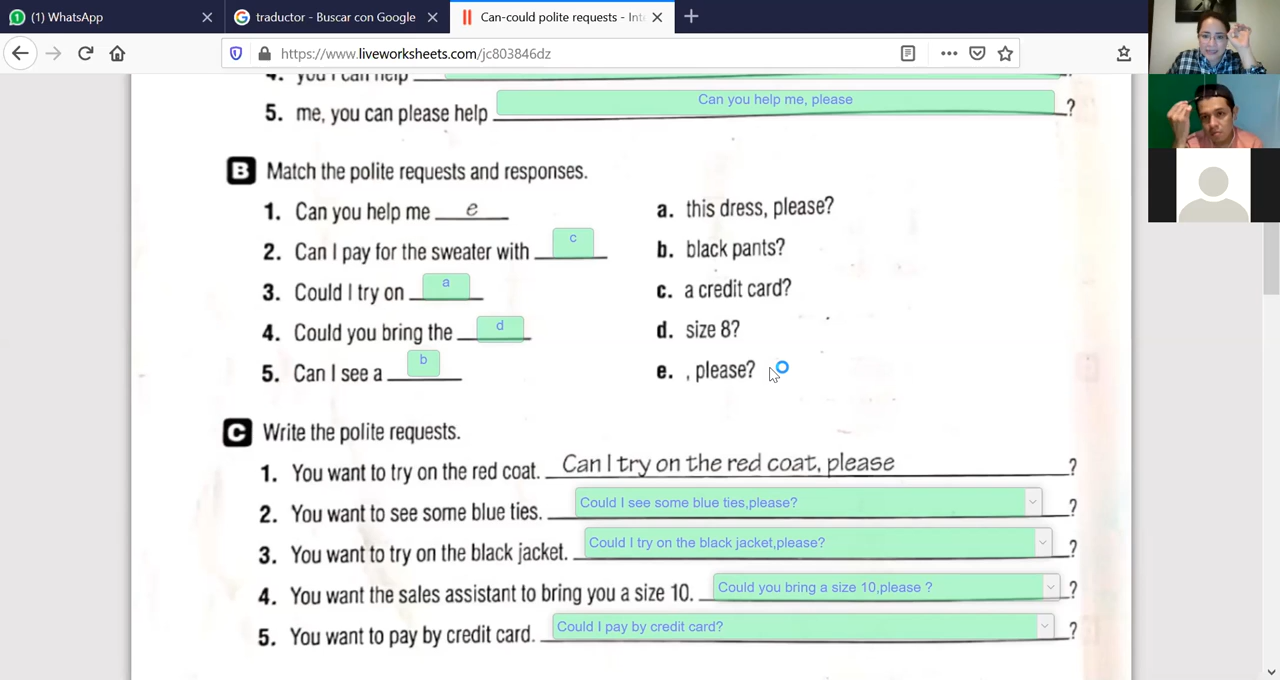 (1) WhatsApp
traductor - Buscar con Google
Can-could polite requests - Inte
https://www.liveworksheets.com/jc803846dz
4. you I can help ?
5. me, you can please help Can you help me, please ?
B Match the polite requests and responses.
1. Can you help me e
a. this dress, please?
2. Can I pay for the sweater with c
b. black pants?
3. Could I try on a
c. a credit card?
4. Could you bring the d
d. size 8?
5. Can I see a b
e. , please?
C Write the polite requests.
1. You want to try on the red coat. Can I try on the red coat, please ?
2. You want to see some blue ties. Could I see some blue ties,please? ?
3. You want to try on the black jacket. Could I try on the black jacket,please? ?
4. You want the sales assistant to bring you a size 10. Could you bring a size 10,please ? ?
5. You want to pay by credit card. Could I pay by credit card? ?